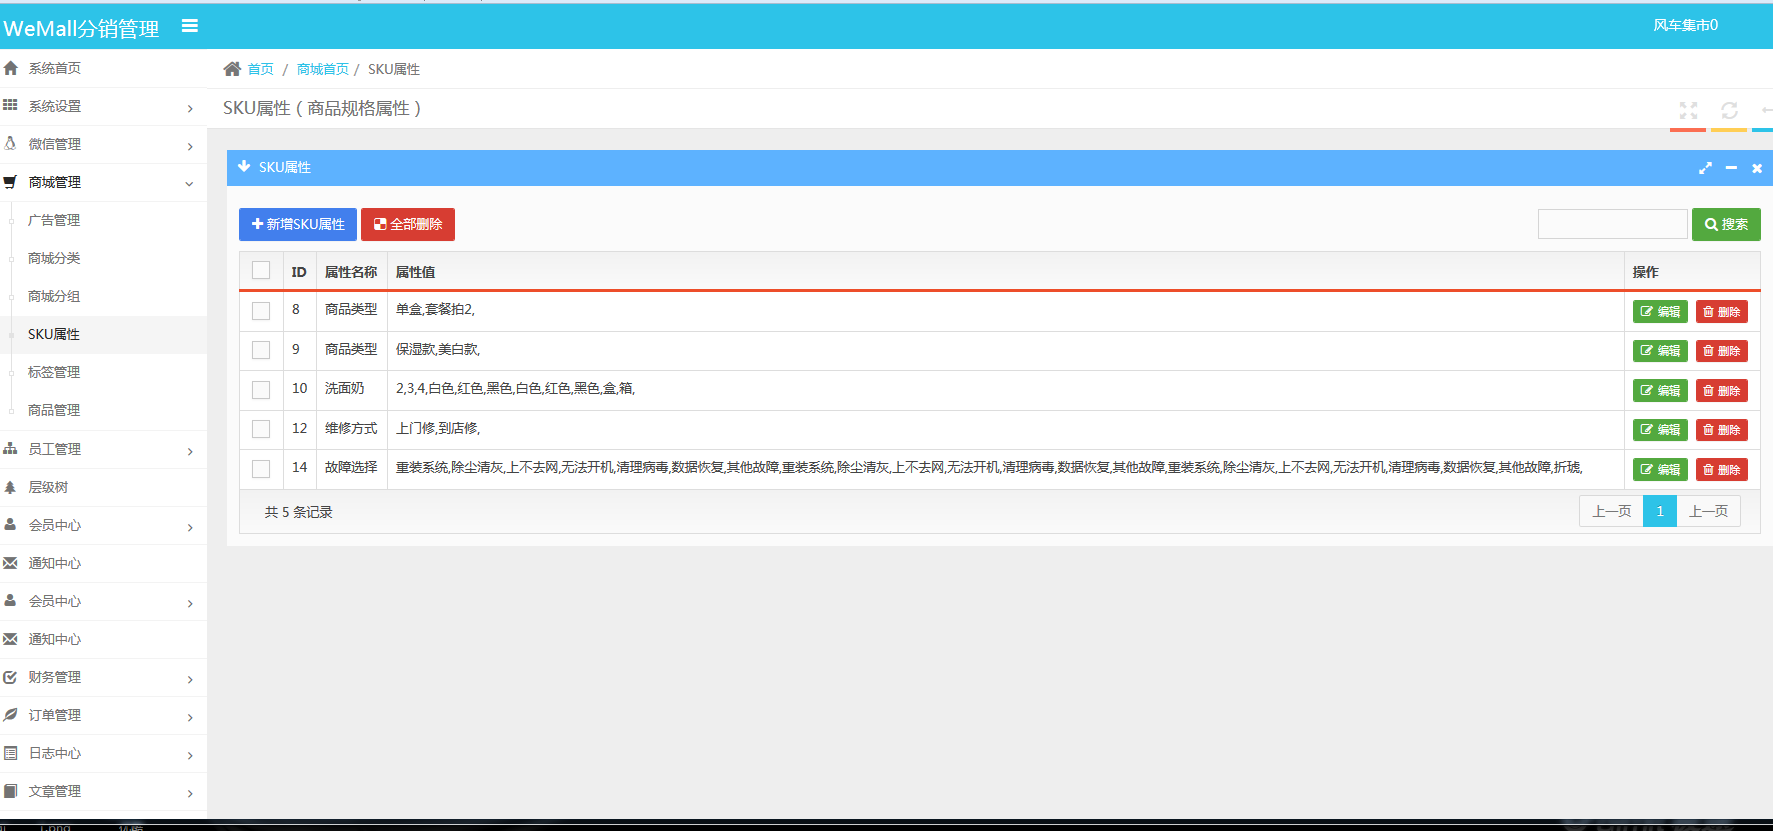 WeMall分销管理
风车集市0
系统首页
系统设置
微信管理
商城管理
广告管理
商城分类
商城分组
SKU属性
标签管理
商品管理
员工管理
层级树
会员中心
通知中心
会员中心
通知中心
财务管理
订单管理
日志中心
文章管理
首页 / 商城首页 / SKU属性
SKU属性 ( 商品规格属性 )
SKU属性
新增SKU属性 全部删除 搜索
ID 属性名称 属性值 操作
8 商品类型 单盒,套餐拍2, 编辑 删除
9 商品类型 保湿款,美白款, 编辑 删除
10 洗面奶 2,3,4,白色,红色,黑色,白色,红色,黑色,盒,箱, 编辑 删除
12 维修方式 上门修,到店修, 编辑 删除
14 故障选择 重装系统,除尘清灰,上不去网,无法开机,清理病毒,数据恢复,其他故障,重装系统,除尘清灰,上不去网,无法开机,清理病毒,数据恢复,其他故障,重装系统,除尘清灰,上不去网,无法开机,清理病毒,数据恢复,其他故障,折琥, 编辑 删除
共 5 条记录 上一页 1 上一页